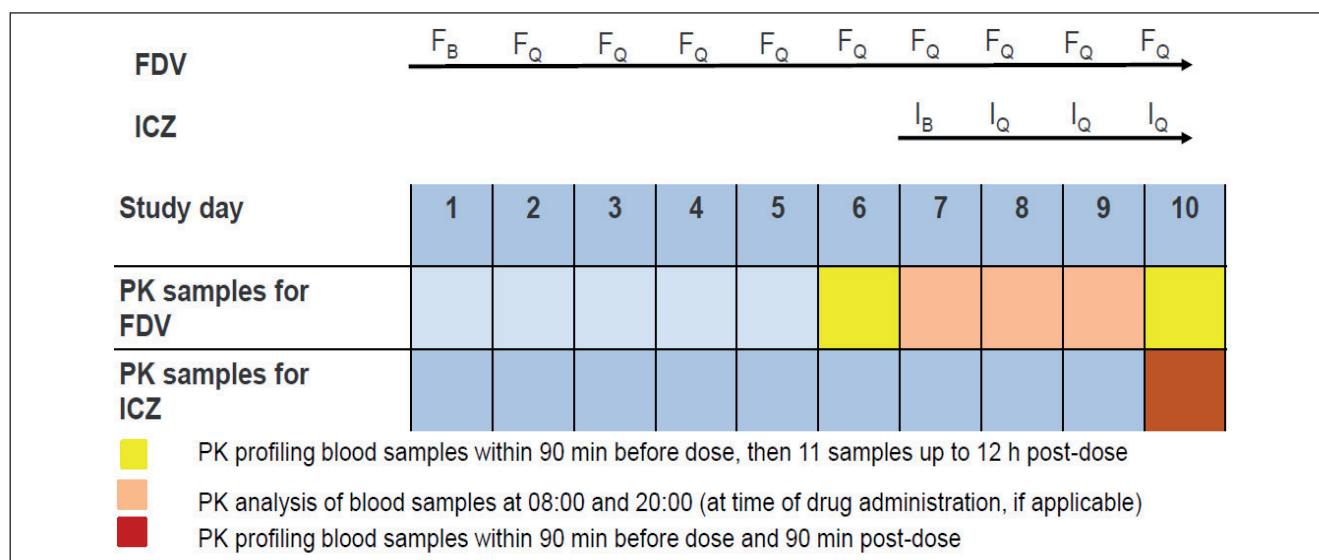 FDV F_B F_Q F_Q F_Q F_Q F_Q F_Q F_Q F_Q F_Q
ICZ I_B I_Q I_Q I_Q
Study day 1 2 3 4 5 6 7 8 9 10
PK samples for
FDV
PK samples for
ICZ
PK profiling blood samples within 90 min before dose, then 11 samples up to 12 h post-dose
PK analysis of blood samples at 08:00 and 20:00 (at time of drug administration, if applicable)
PK profiling blood samples within 90 min before dose and 90 min post-dose